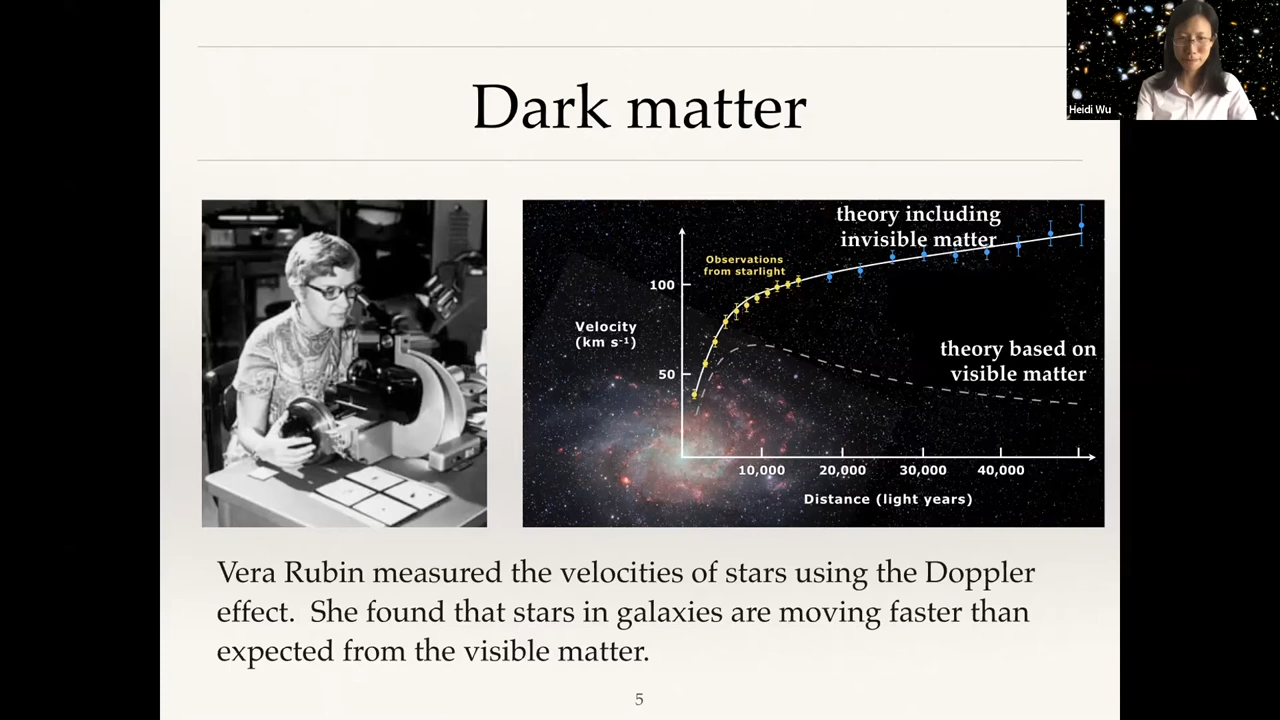 Heidi Wu
Dark matter
theory including
invisible matter
Observations
from starlight
100
Velocity
(km s⁻¹)
theory based on
visible matter
50
10,000
20,000
30,000
40,000
Distance (light years)
Vera Rubin measured the velocities of stars using the Doppler
effect. She found that stars in galaxies are moving faster than
expected from the visible matter.
5